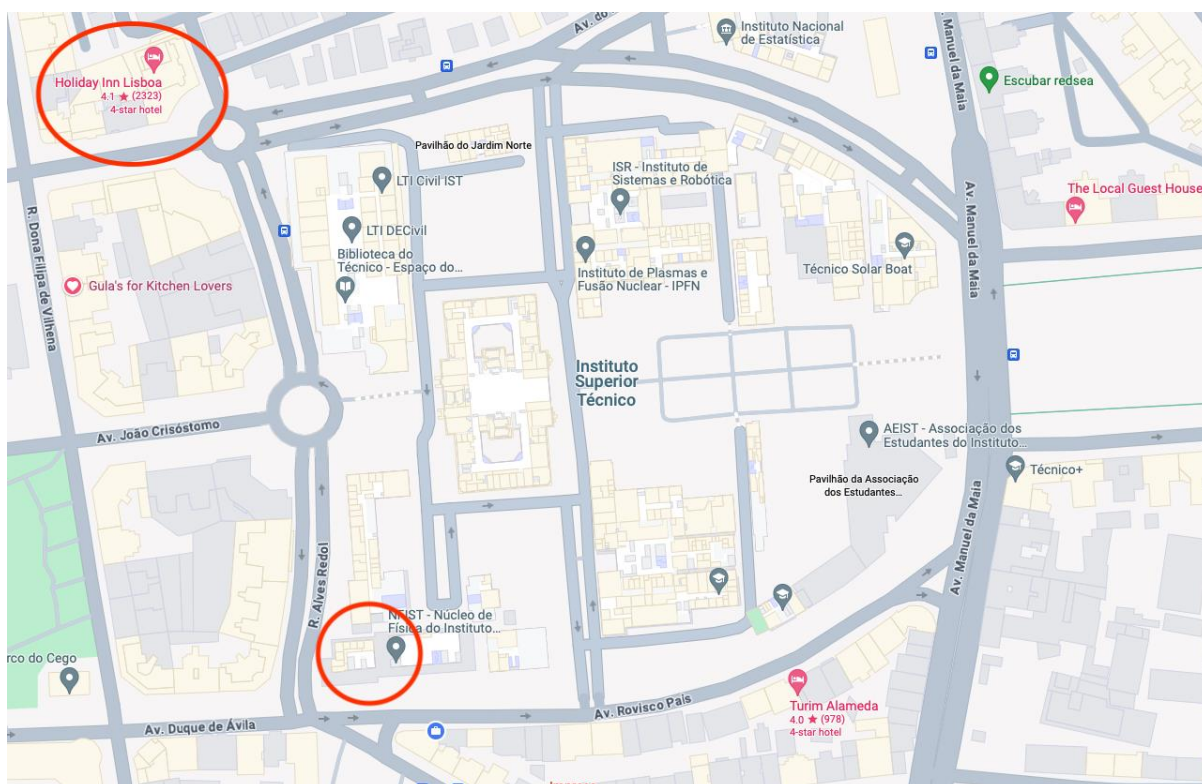 Av. do
Instituto Nacional
de Estatística
Av. Manuel da Maia
Holiday Inn Lisboa
4.1 ★ (2323)
4-star hotel
Escubar redsea
Pavilhão do Jardim Norte
LTI Civil IST
ISR - Instituto de
Sistemas e Robótica
The Local Guest House
Av. Manuel da Maia
R. Dona Filipa de Vilhena
LTI DECivil
Biblioteca do
Técnico - Espaço do...
Instituto de Plasmas e
Fusão Nuclear - IPFN
Técnico Solar Boat
Gula's for Kitchen Lovers
Instituto
Superior
Técnico
Av. João Crisóstomo
AEIST - Associação dos
Estudantes do Instituto...
Técnico+
Pavilhão da Associação
dos Estudantes...
Av. Manuel da Maia
R. Alves Redol
NFIST - Núcleo de
Física do Instituto...
rco do Cego
Av. Duque de Ávila
Av. Rovisco Pais
Turim Alameda
4.0 ★ (978)
4-star hotel